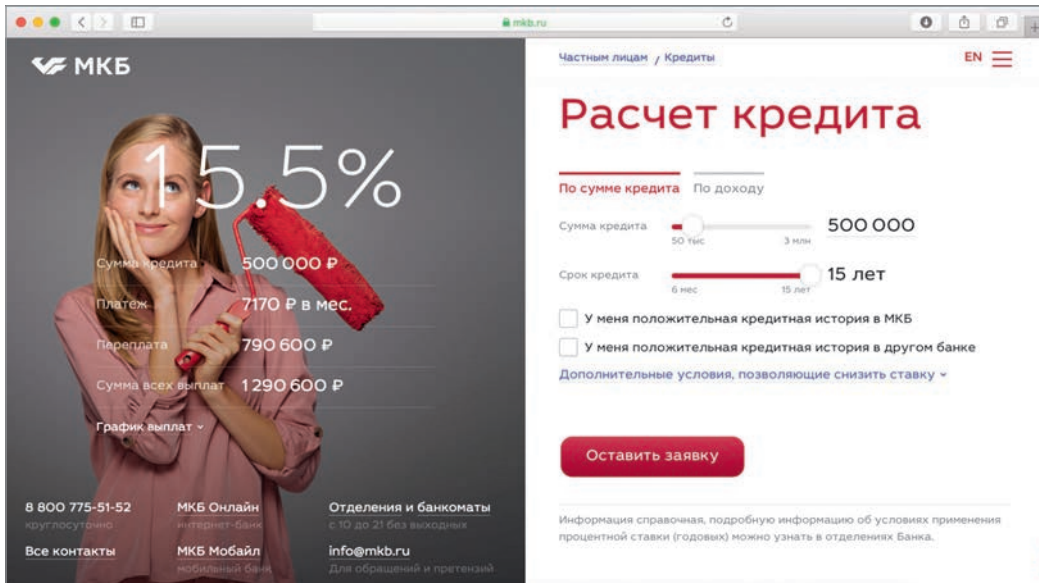 mkb.ru
МКБ
15.5%
Сумма кредита 500 000 ₽
Платеж 7170 ₽ в мес.
Переплата 790 600 ₽
Сумма всех выплат 1 290 600 ₽
График выплат
8 800 775-51-52 МКБ Онлайн Отделения и банкоматы
круглосуточно интернет-банк с 10 до 21 без выходных
Все контакты МКБ Мобайл info@mkb.ru
мобильный банк Для обращений и претензий
Частным лицам / Кредиты EN
Расчет кредита
По сумме кредита По доходу
Сумма кредита 500 000
50 тыс 3 млн
Срок кредита 15 лет
6 мес 15 лет
У меня положительная кредитная история в МКБ
У меня положительная кредитная история в другом банке
Дополнительные условия, позволяющие снизить ставку
Оставить заявку
Информация справочная, подробную информацию об условиях применения
процентной ставки (годовых) можно узнать в отделениях Банка.